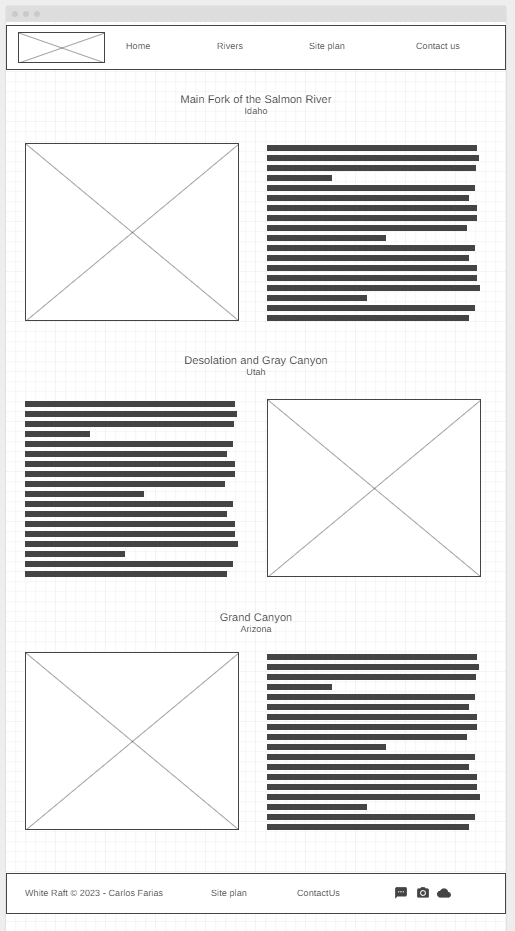 Home Rivers Site plan Contact us
Main Fork of the Salmon River
Idaho
Desolation and Gray Canyon
Utah
Grand Canyon
Arizona
White Raft © 2023 - Carlos Farias Site plan ContactUs